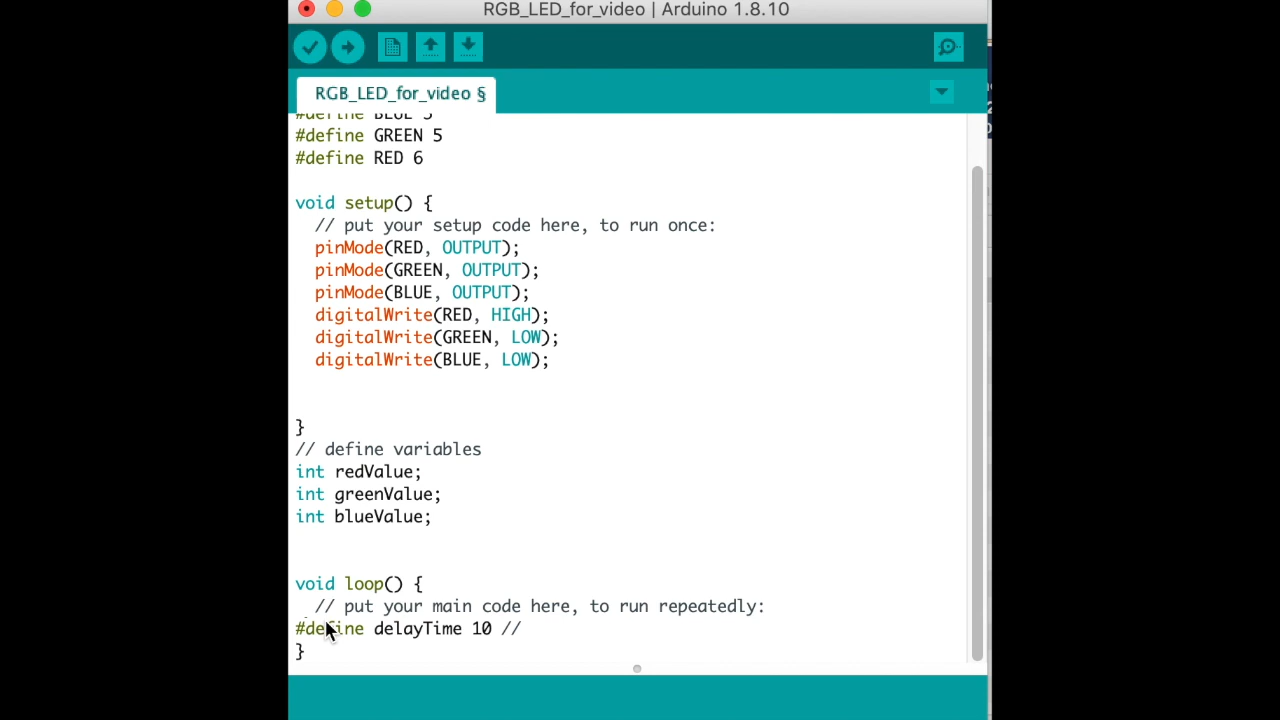 RGB_LED_for_video | Arduino 1.8.10
RGB_LED_for_video §
#define BLUE 3
#define GREEN 5
#define RED 6
void setup() {
// put your setup code here, to run once:
pinMode(RED, OUTPUT);
pinMode(GREEN, OUTPUT);
pinMode(BLUE, OUTPUT);
digitalWrite(RED, HIGH);
digitalWrite(GREEN, LOW);
digitalWrite(BLUE, LOW);
}
// define variables
int redValue;
int greenValue;
int blueValue;
void loop() {
// put your main code here, to run repeatedly:
#define delayTime 10 //
}